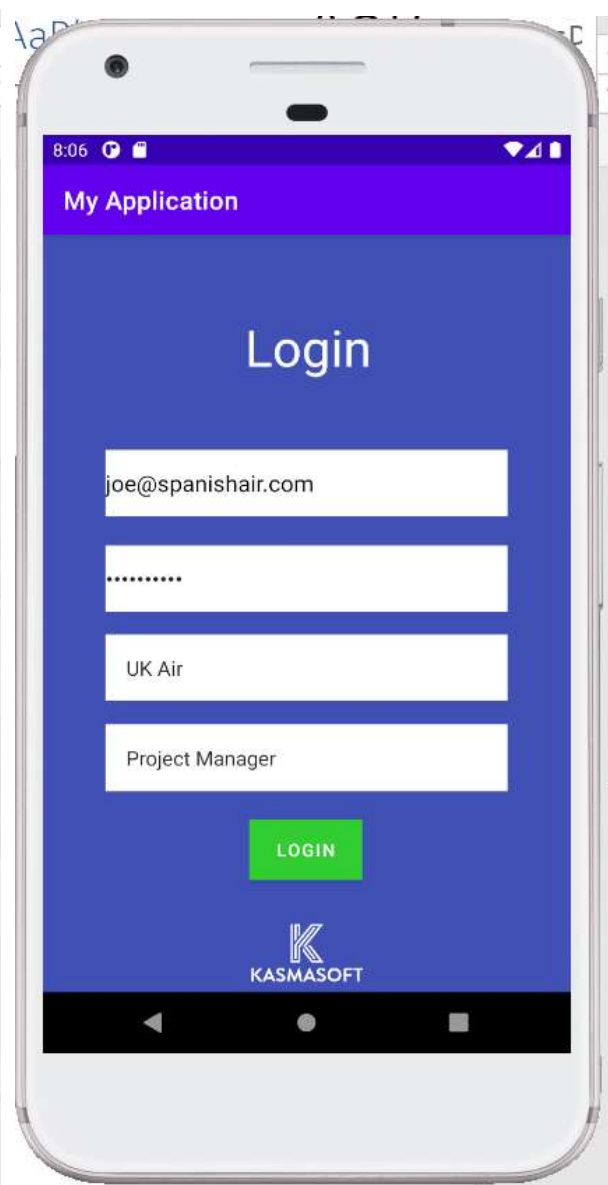 8:06
My Application
Login
joe@spanishair.com
••••••••••
UK Air
Project Manager
LOGIN
K
KASMASOFT